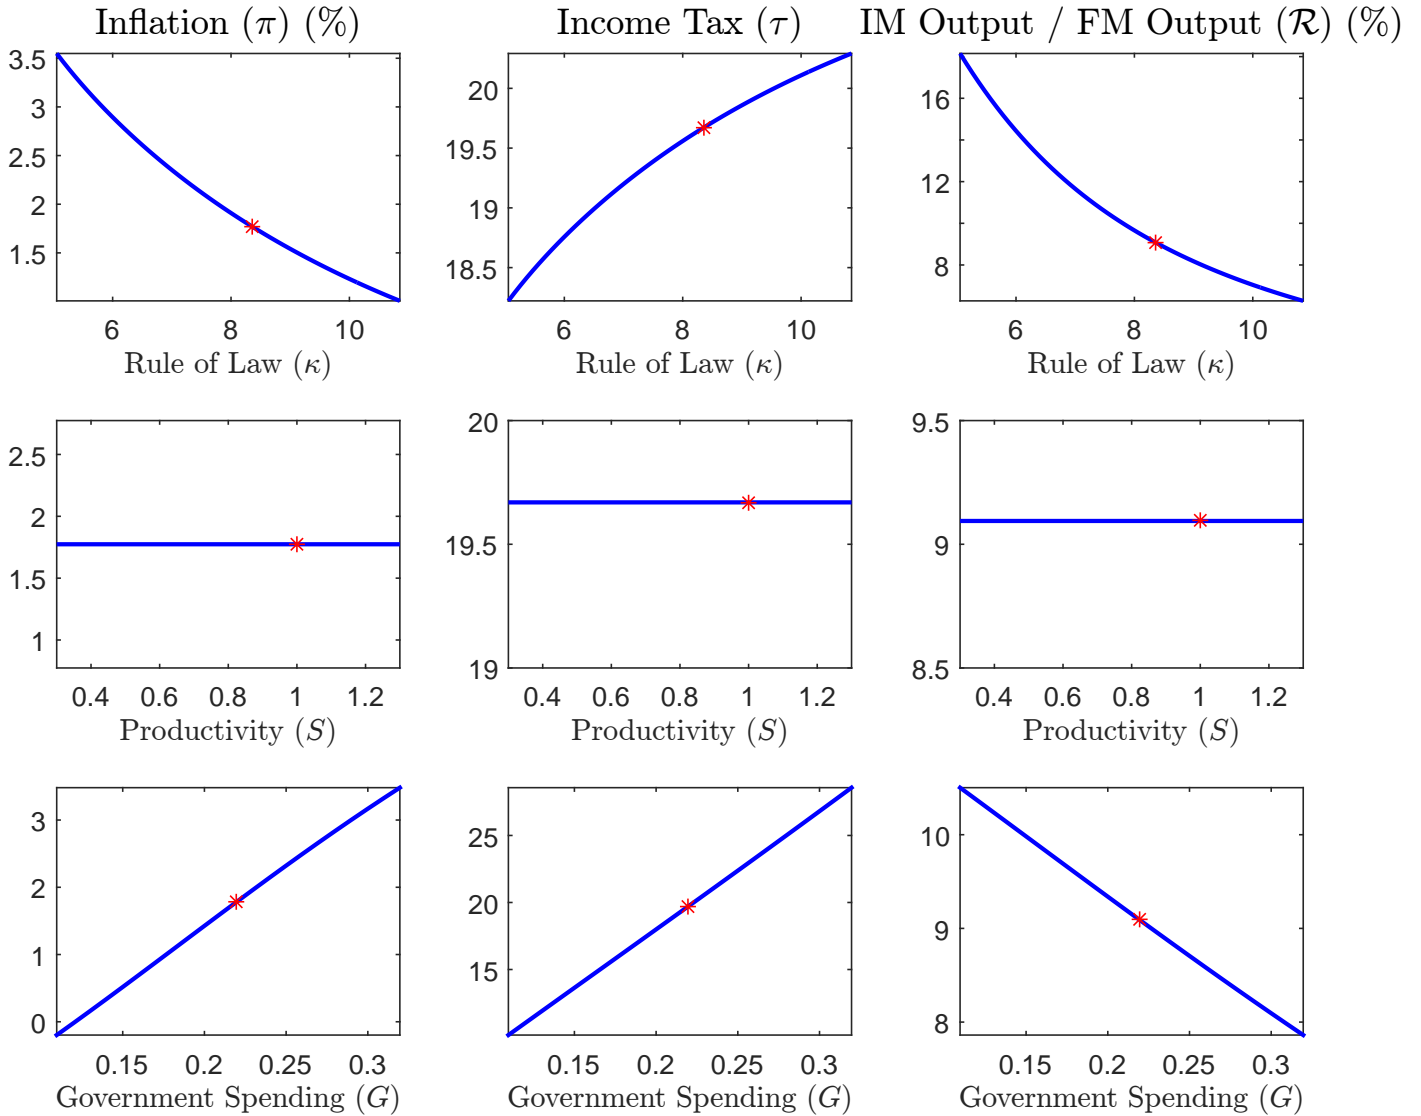 Inflation (π) (%) Income Tax (τ) IM Output / FM Output (ℛ) (%)
3.5
3
2.5
2
1.5
6 8 10
Rule of Law (κ)
20
19.5
19
18.5
6 8 10
Rule of Law (κ)
16
12
8
6 8 10
Rule of Law (κ)
2.5
2
1.5
1
0.4 0.6 0.8 1 1.2
Productivity (S)
20
19.5
19
0.4 0.6 0.8 1 1.2
Productivity (S)
9.5
9
8.5
0.4 0.6 0.8 1 1.2
Productivity (S)
3
2
1
0
0.15 0.2 0.25 0.3
Government Spending (G)
25
20
15
0.15 0.2 0.25 0.3
Government Spending (G)
10
9
8
0.15 0.2 0.25 0.3
Government Spending (G)